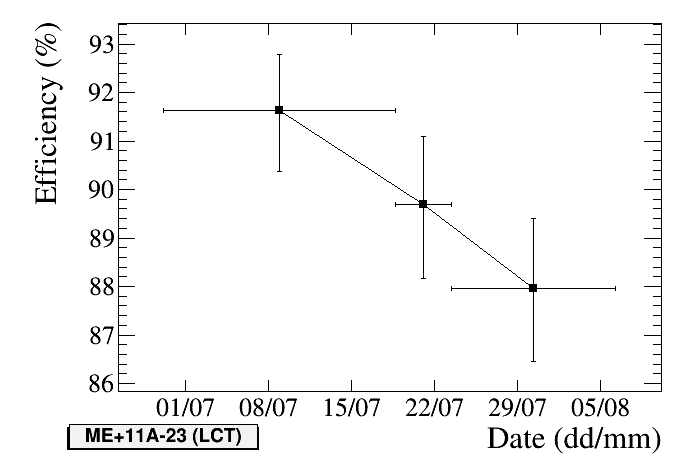 Efficiency (%)
93
92
91
90
89
88
87
86
01/07 08/07 15/07 22/07 29/07 05/08
ME+11A-23 (LCT)
Date (dd/mm)